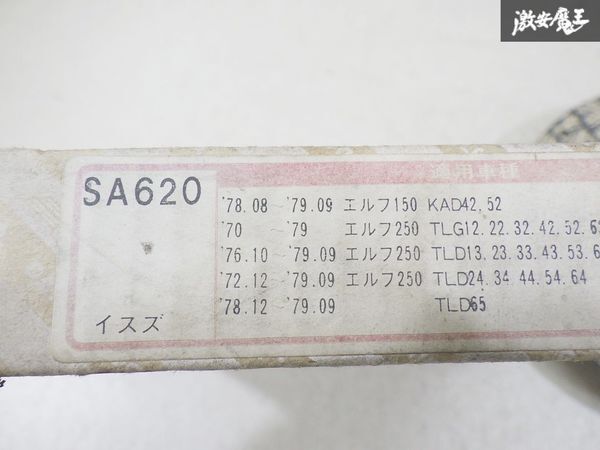 激安魔王
適用車種
SA620
'78.08 ~'79.09 エルフ150 KAD42,52
'70 ~'79 エルフ250 TLG12.22.32.42.52.6
'76.10 ~'79.09 エルフ250 TLD13.23.33.43.53.6
'72.12 ~'79.09 エルフ250 TLD24.34.44.54.64
'78.12 ~'79.09 TLD65
イスズ